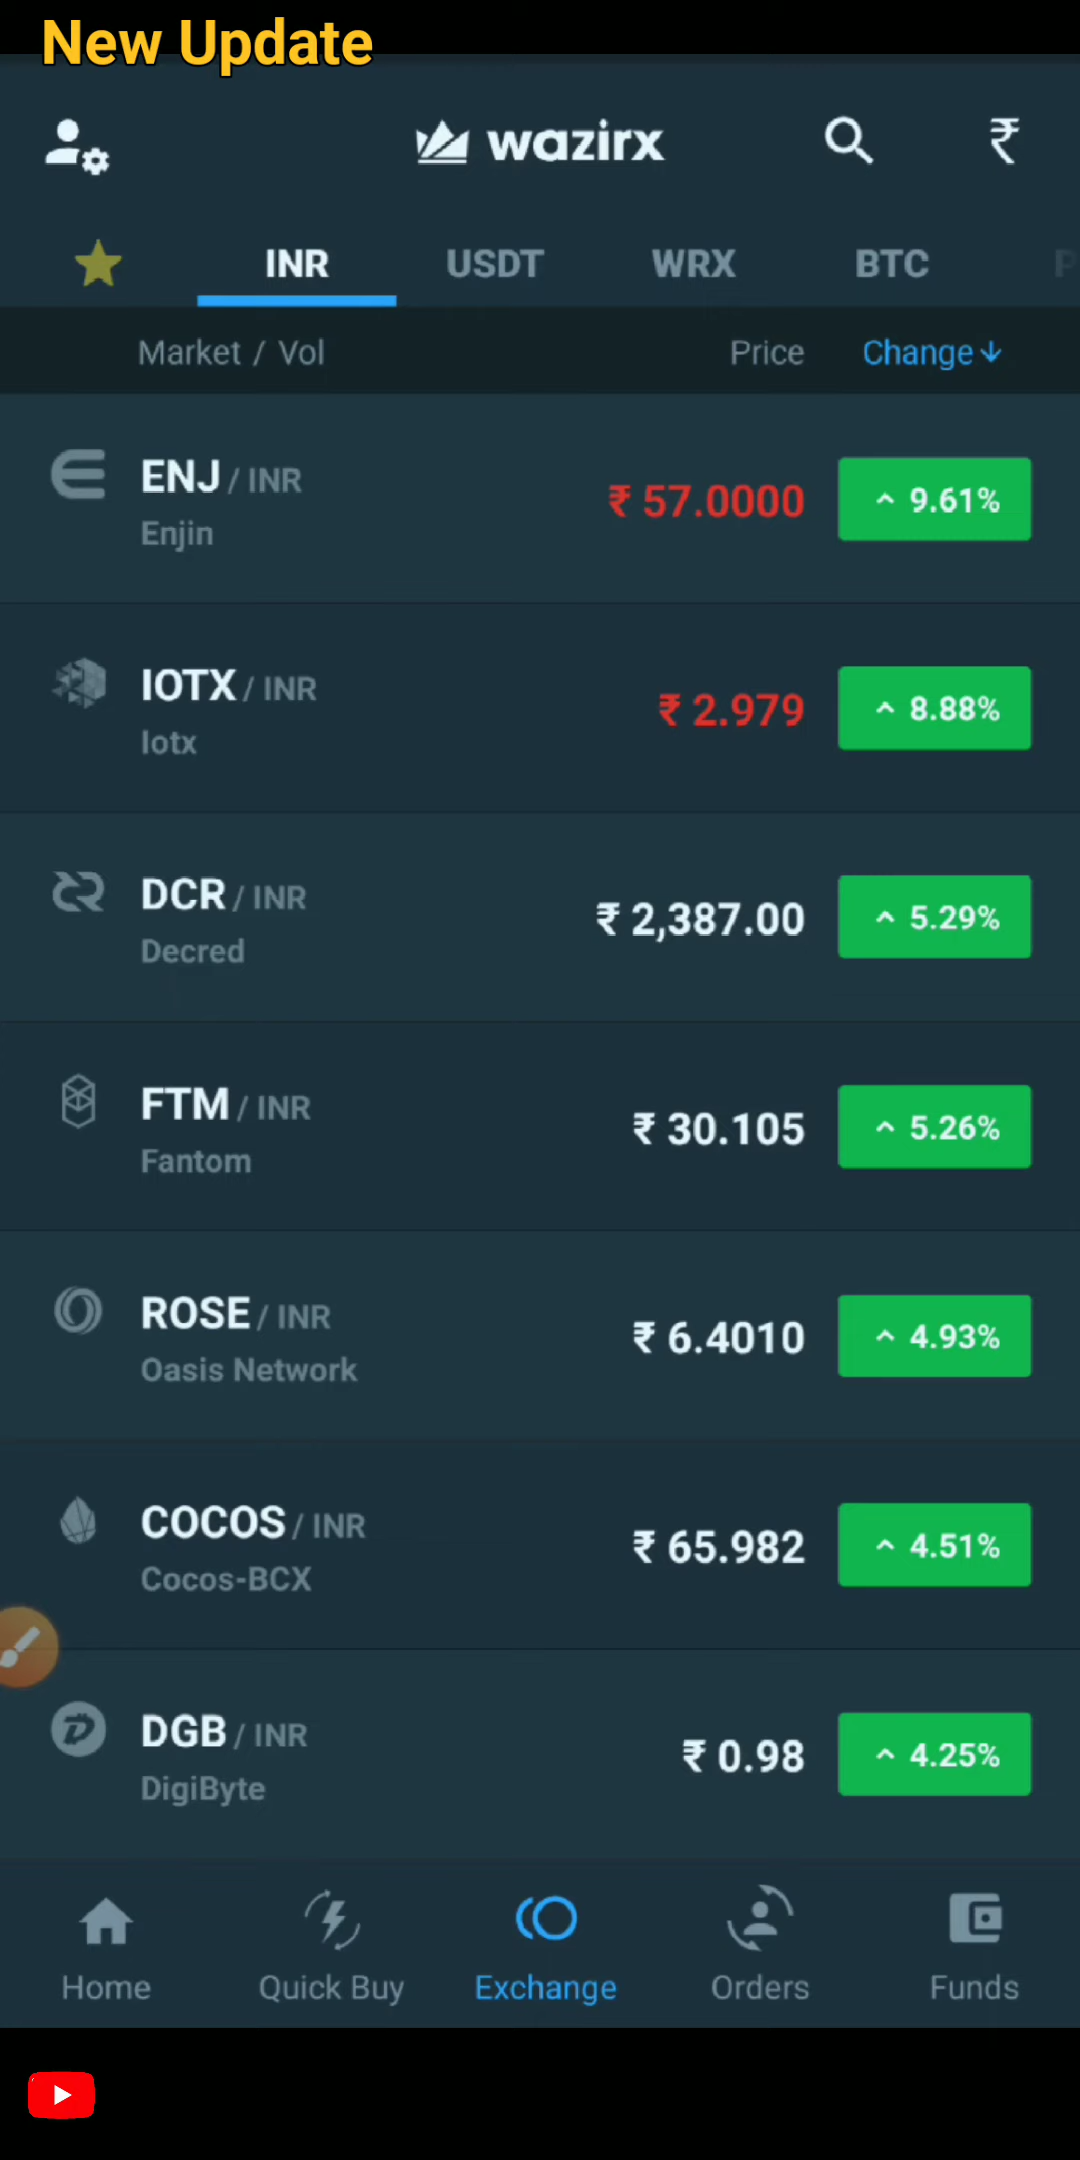 New Update
wazirx ₹
INR USDT WRX BTC
Market / Vol Price Change↓
ENJ / INR ₹ 57.0000 ^ 9.61%
Enjin
IOTX / INR ₹ 2.979 ^ 8.88%
Iotx
DCR / INR ₹ 2,387.00 ^ 5.29%
Decred
FTM / INR ₹ 30.105 ^ 5.26%
Fantom
ROSE / INR ₹ 6.4010 ^ 4.93%
Oasis Network
COCOS / INR ₹ 65.982 ^ 4.51%
Cocos-BCX
DGB / INR ₹ 0.98 ^ 4.25%
DigiByte
Home Quick Buy Exchange Orders Funds